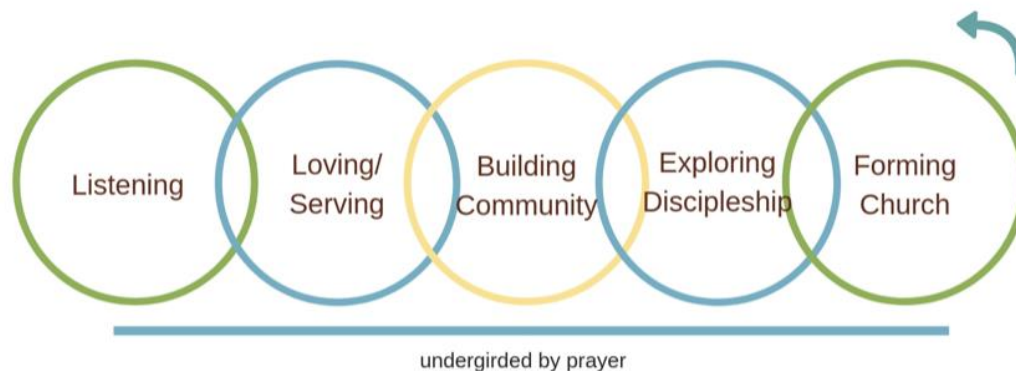 Listening
Loving/
Serving
Building
Community
Exploring
Discipleship
Forming
Church
undergirded by prayer